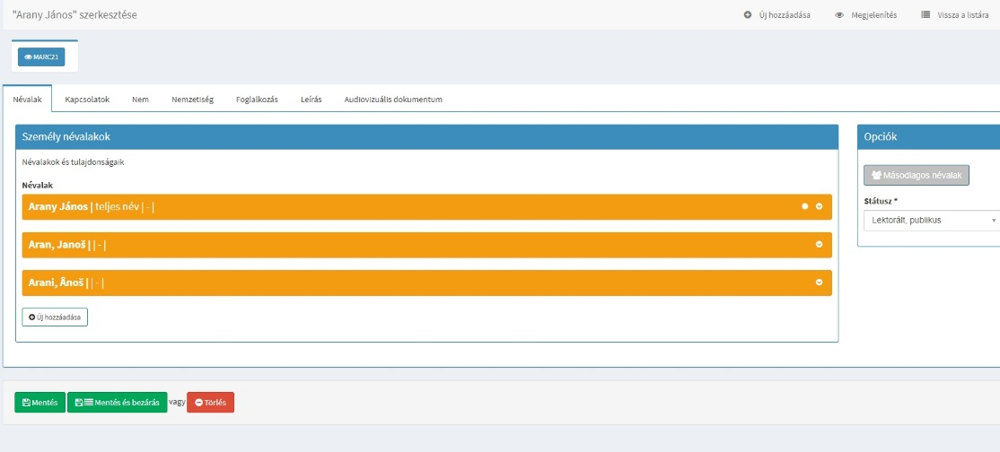 "Arany János" szerkesztése
Új hozzáadása Megjelenítés Vissza a listára
MARC21
Névalak Kapcsolatok Nem Nemzetiség Foglalkozás Leírás Audiovizuális dokumentum
Személy névalakok
Névalakok és tulajdonságaik
Névalak
Arany János | teljes név | - |
Aran, Janoš | | - |
Arani, Ânoš | | - |
Új hozzáadása
Opciók
Másodlagos névalak
Státusz *
Lektorált, publikus
Mentés Mentés és bezárás vagy Törlés